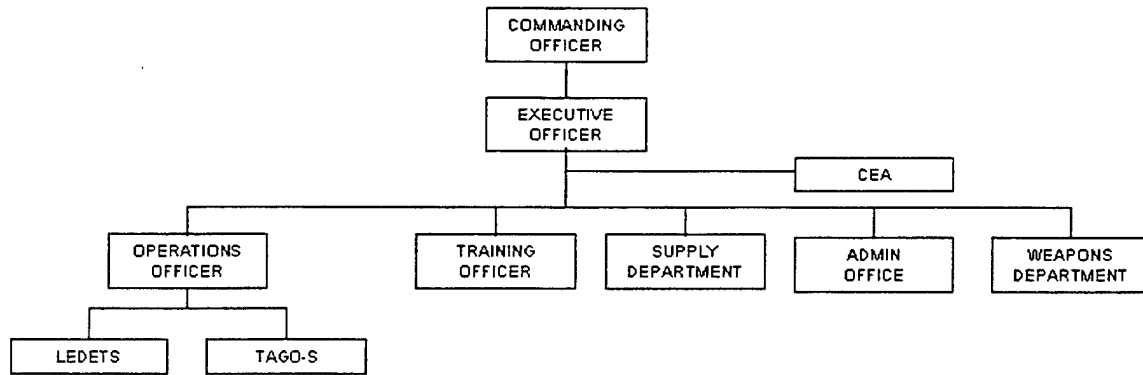 COMMANDING
OFFICER
EXECUTIVE
OFFICER
CEA
OPERATIONS
OFFICER
TRAINING
OFFICER
SUPPLY
DEPARTMENT
ADMIN
OFFICE
WEAPONS
DEPARTMENT
LEDETS
TAGO-S